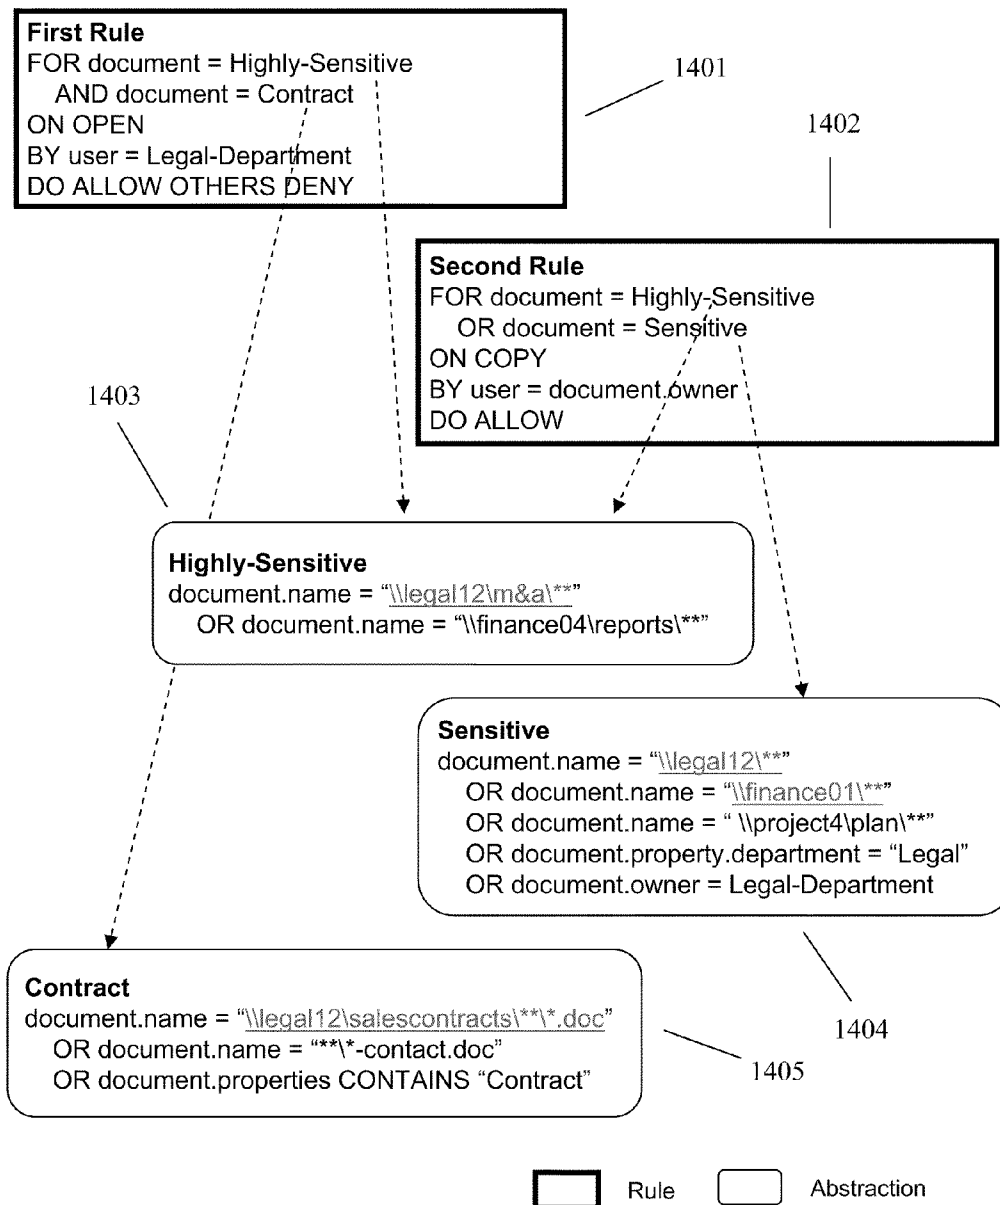 First Rule
FOR document = Highly-Sensitive
AND document = Contract
ON OPEN
BY user = Legal-Department
DO ALLOW OTHERS DENY
1401
1402
Second Rule
FOR document = Highly-Sensitive
OR document = Sensitive
ON COPY
BY user = document.owner
DO ALLOW
1403
Highly-Sensitive
document.name = “\\legal12\m&a\**”
OR document.name = “\\finance04\reports\**”
Sensitive
document.name = “\\legal12\**”
OR document.name = “\\finance01\**”
OR document.name = “ \\project4\plan\**”
OR document.property.department = “Legal”
OR document.owner = Legal-Department
1404
Contract
document.name = “\\legal12\salescontracts\**\*.doc”
OR document.name = “**\*-contact.doc”
OR document.properties CONTAINS “Contract”
1405
Rule
Abstraction